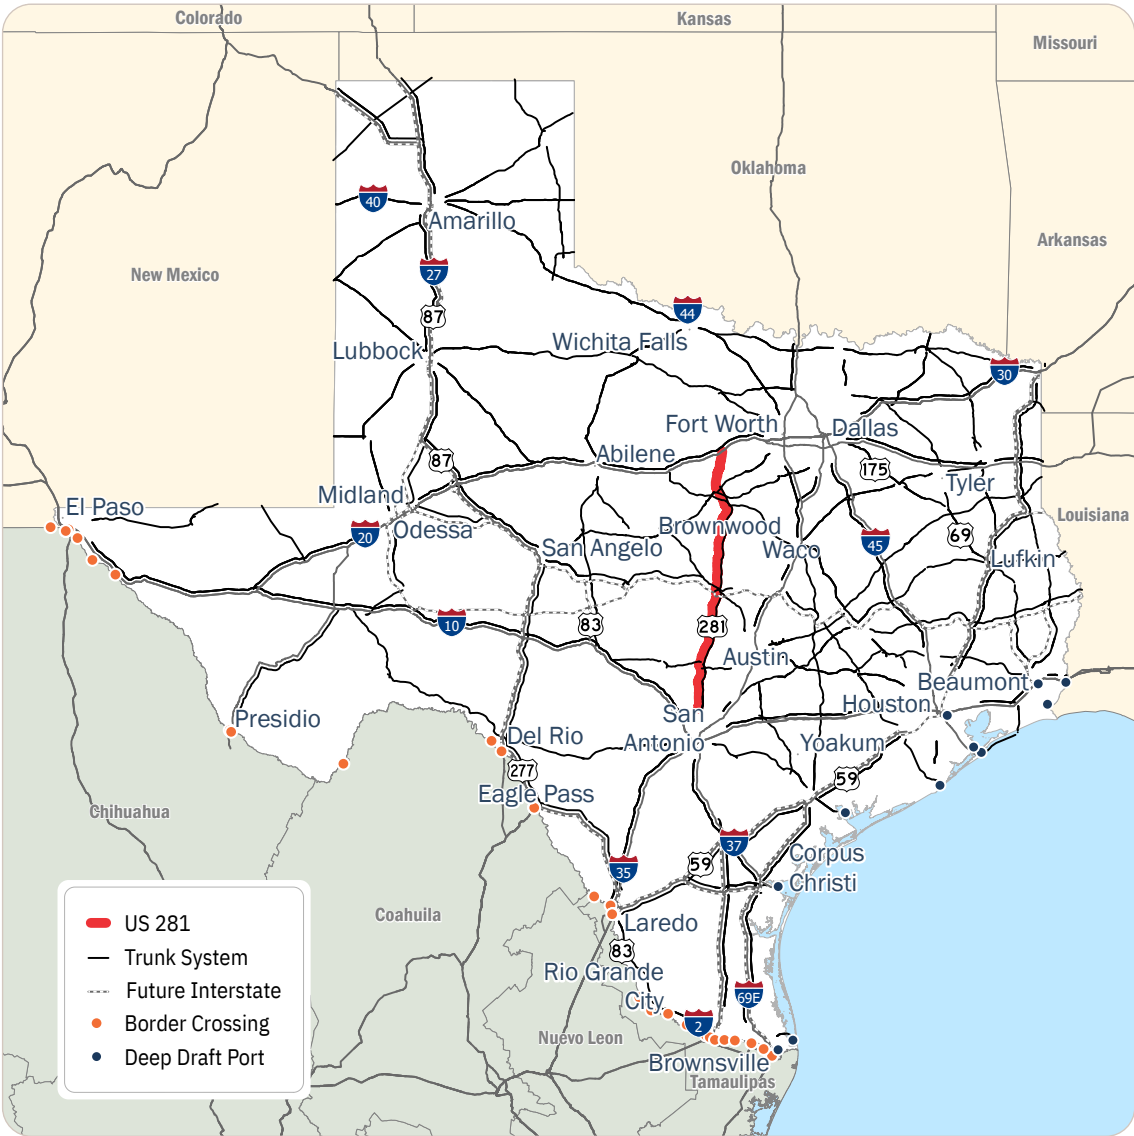 Colorado
Kansas
Missouri
Oklahoma
40
Amarillo
Arkansas
New Mexico
27
44
87
Wichita Falls
Lubbock
30
Fort Worth
Dallas
Abilene
87
175
Tyler
Midland
El Paso
Louisiana
Brownwood
20
Odessa
69
45
San Angelo
Waco
Lufkin
10
83
281
Austin
Beaumont
Houston
San
Antonio
Presidio
Del Rio
Yoakum
277
59
Eagle Pass
Chihuahua
37
Corpus
Christi
59
35
Coahuila
Laredo
83
Rio Grande
City
69E
2
Nuevo Leon
Brownsville
Tamaulipas
US 281
Trunk System
Future Interstate
Border Crossing
Deep Draft Port